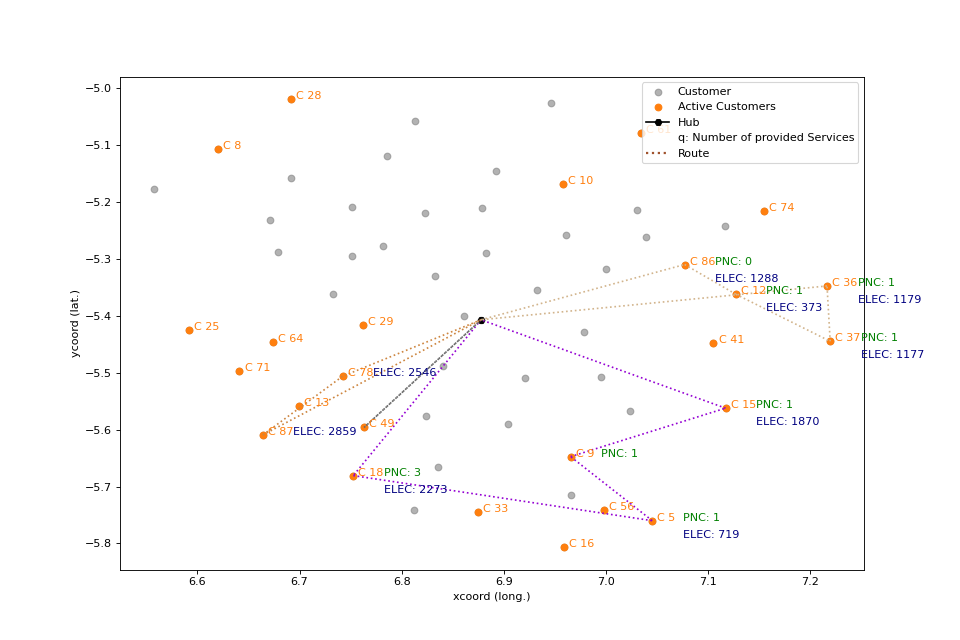 −5.0
−5.1
−5.2
−5.3
−5.4
−5.5
−5.6
−5.7
−5.8
ycoord (lat.)
6.6
6.7
6.8
6.9
7.0
7.1
7.2
xcoord (long.)
Customer
Active Customers
Hub
q: Number of provided Services
Route
C 28
C 8
C 81
C 10
C 74
C 86 PNC: 0
ELEC: 1288
C 12 PNC: 1
ELEC: 373
C 36 PNC: 1
ELEC: 1179
C 37 PNC: 1
ELEC: 1177
C 25
C 29
C 64
C 41
C 71
C 78 ELEC: 2546
C 13
C 15 PNC: 1
ELEC: 1870
C 87 ELEC: 2859
C 49
C 9 PNC: 1
C 18 PNC: 3
ELEC: 2273
C 33
C 56
C 5 PNC: 1
ELEC: 719
C 16